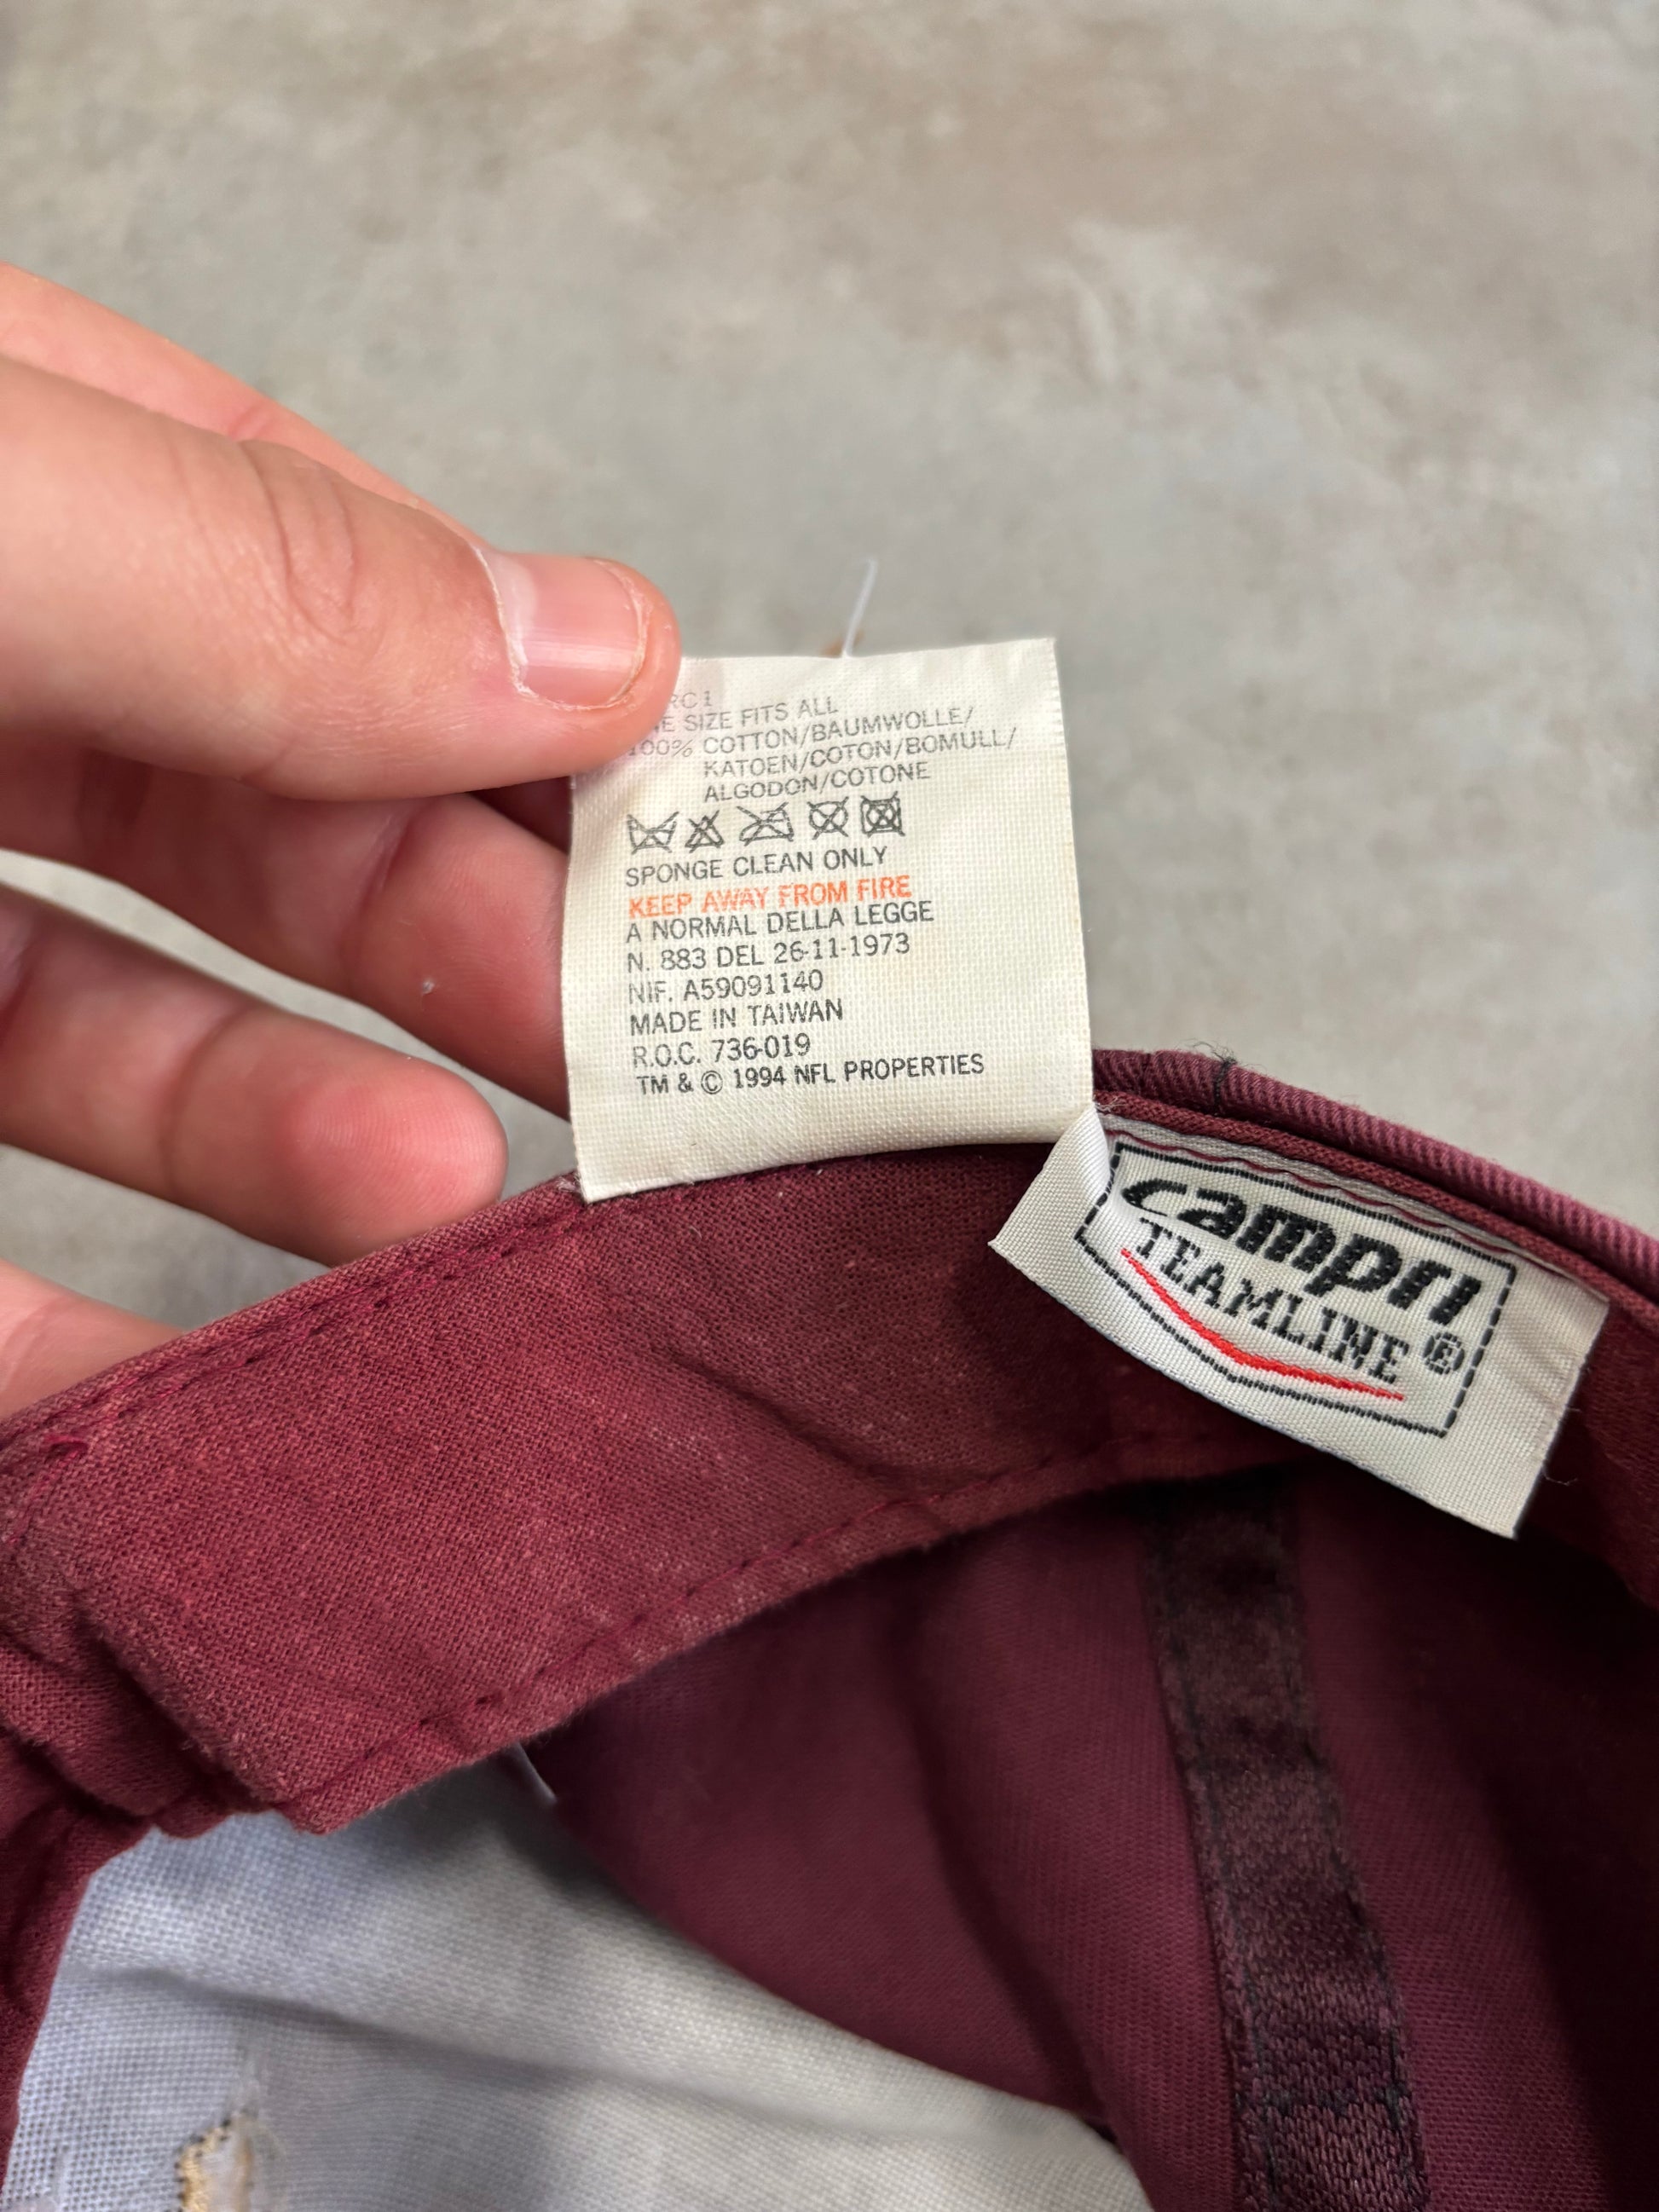 SIZE FITS ALL
100% COTTON/BAUMWOLLE/
KATOEN/COTON/BOMULL/
ALGODON/COTONE
SPONGE CLEAN ONLY
KEEP AWAY FROM FIRE
A NORMAL DELLA LEGGE
N. 883 DEL 26-11-1973
NIF. A59091140
MADE IN TAIWAN
R.O.C. 736-019
TM & © 1994 NFL PROPERTIES
campri
TEAMLINE ®